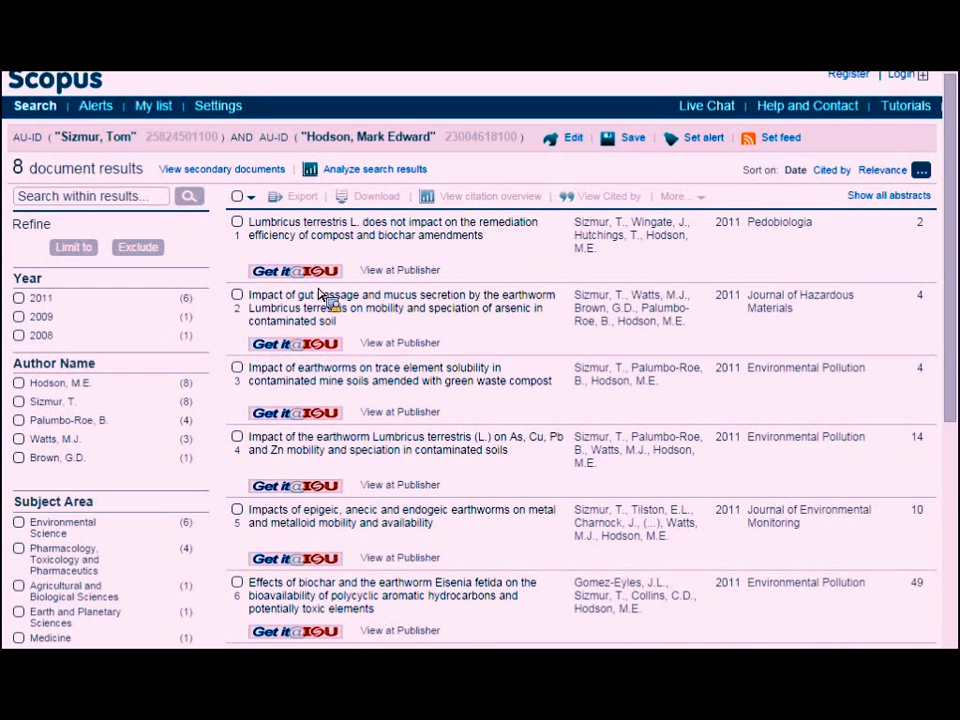 Scopus
Register | Login
Search Alerts My list Settings Live Chat Help and Contact Tutorials
AU-ID ( "Sizmur, Tom" 25824501100 ) AND AU-ID ( "Hodson, Mark Edward" 23004618100 ) Edit Save Set alert Set feed
8 document results View secondary documents Analyze search results Sort on: Date Cited by Relevance ...
Search within results... Export Download View citation overview View Cited by More... Show all abstracts
Refine
Limit to Exclude
Year
2011 (6)
2009 (1)
2008 (1)
Author Name
Hodson, M.E. (8)
Sizmur, T. (8)
Palumbo-Roe, B. (4)
Watts, M.J. (3)
Brown, G.D. (1)
Subject Area
Environmental (6)
Science
Pharmacology, (4)
Toxicology and
Pharmaceutics
Agricultural and (1)
Biological Sciences
Earth and Planetary (1)
Sciences
Medicine (1)
Lumbricus terrestris L. does not impact on the remediation Sizmur, T., Wingate, J., 2011 Pedobiologia 2
1 efficiency of compost and biochar amendments Hutchings, T., Hodson,
M.E.
Get it@ISU View at Publisher
Impact of gut passage and mucus secretion by the earthworm Sizmur, T., Watts, M.J., 2011 Journal of Hazardous 4
2 Lumbricus terrestris on mobility and speciation of arsenic in Brown, G.D., Palumbo- Materials
contaminated soil Roe, B., Hodson, M.E.
Get it@ISU View at Publisher
Impact of earthworms on trace element solubility in Sizmur, T., Palumbo-Roe, 2011 Environmental Pollution 4
3 contaminated mine soils amended with green waste compost B., Hodson, M.E.
Get it@ISU View at Publisher
Impact of the earthworm Lumbricus terrestris (L.) on As, Cu, Pb Sizmur, T., Palumbo-Roe, 2011 Environmental Pollution 14
4 and Zn mobility and speciation in contaminated soils B., Watts, M.J., Hodson,
M.E.
Get it@ISU View at Publisher
Impacts of epigeic, anecic and endogeic earthworms on metal Sizmur, T., Tilston, E.L., 2011 Journal of Environmental 10
5 and metalloid mobility and availability Charnock, J., (...), Watts, Monitoring
M.J., Hodson, M.E.
Get it@ISU View at Publisher
Effects of biochar and the earthworm Eisenia fetida on the Gomez-Eyles, J.L., 2011 Environmental Pollution 49
6 bioavailability of polycyclic aromatic hydrocarbons and Sizmur, T., Collins, C.D.,
potentially toxic elements Hodson, M.E.
Get it@ISU View at Publisher